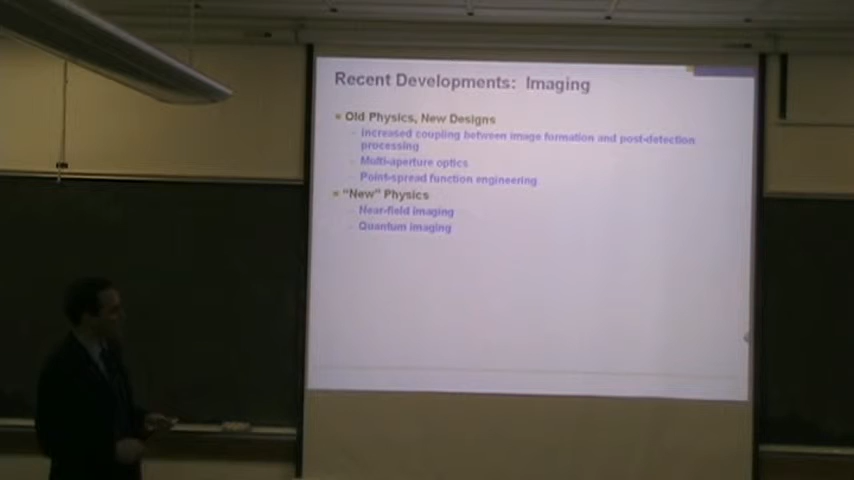 Recent Developments: Imaging
Old Physics, New Designs
Increased coupling between image formation and post-detection
processing
Multi-aperture optics
Point-spread function engineering
"New" Physics
Near-field imaging
Quantum imaging